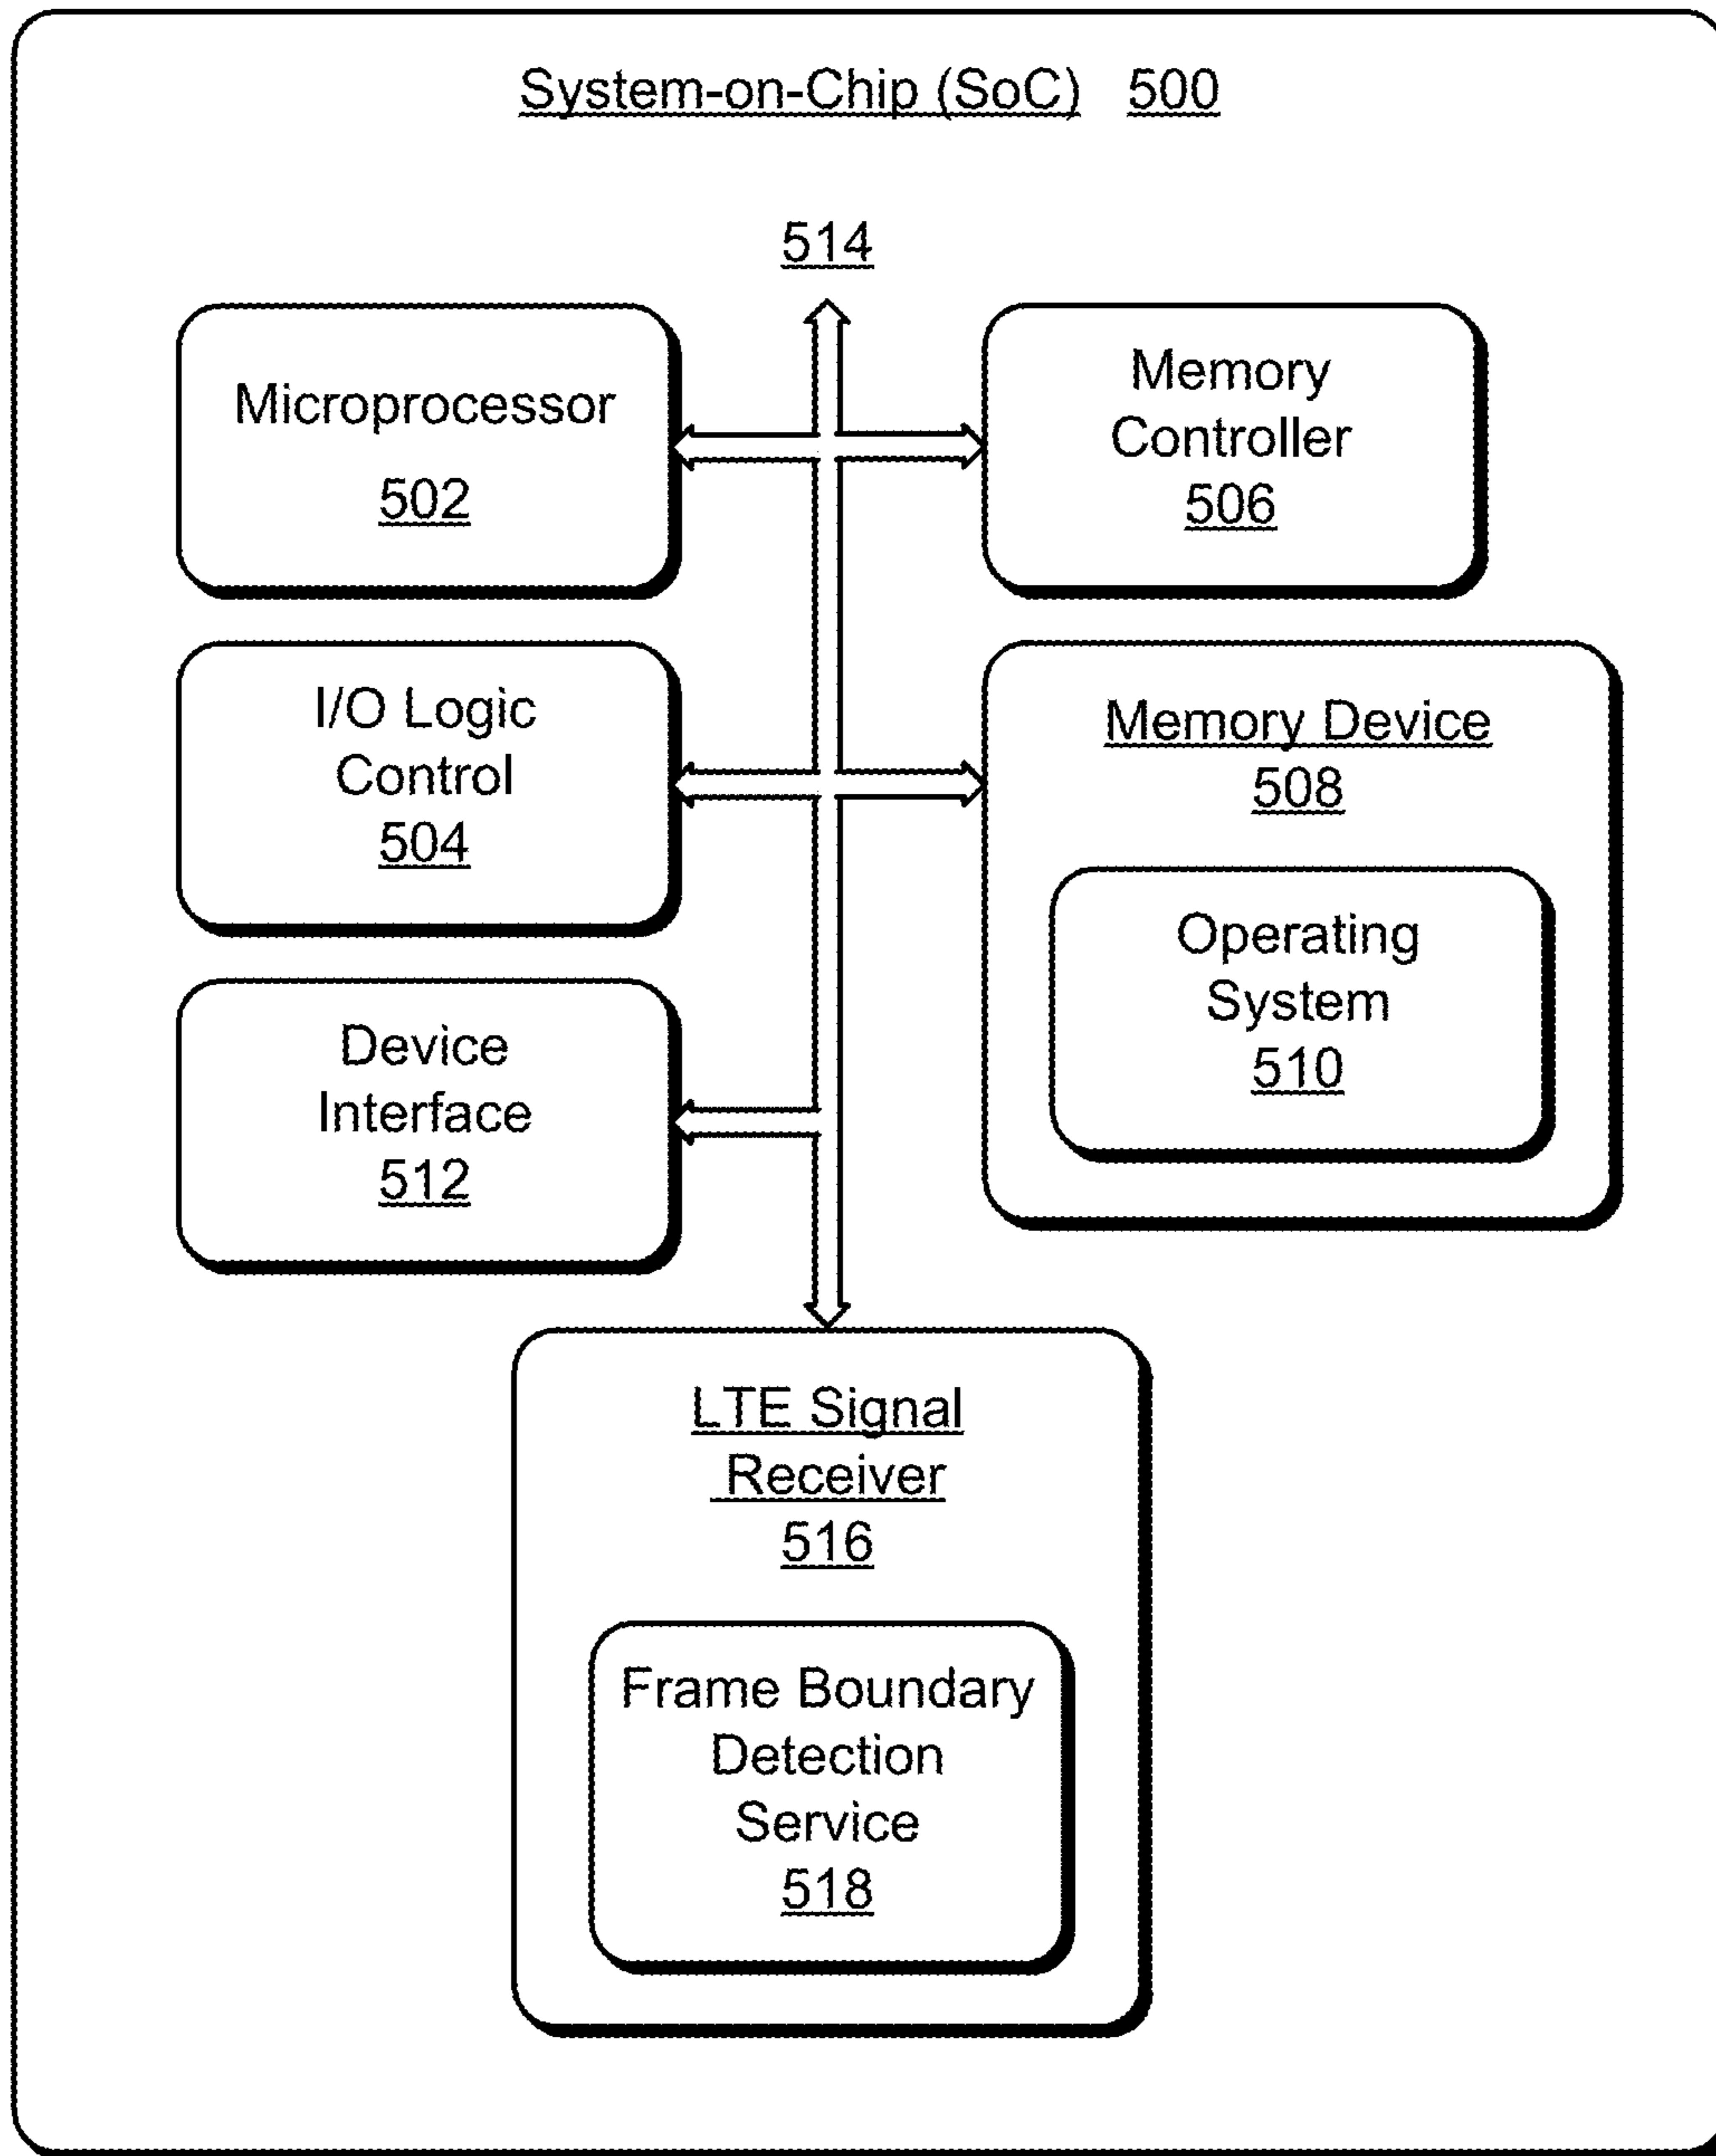 System-on-Chip (SoC) 500
514
Microprocessor
502
Memory
Controller
506
I/O Logic
Control
504
Memory Device
508
Operating
System
510
Device
Interface
512
LTE Signal
Receiver
516
Frame Boundary
Detection
Service
518